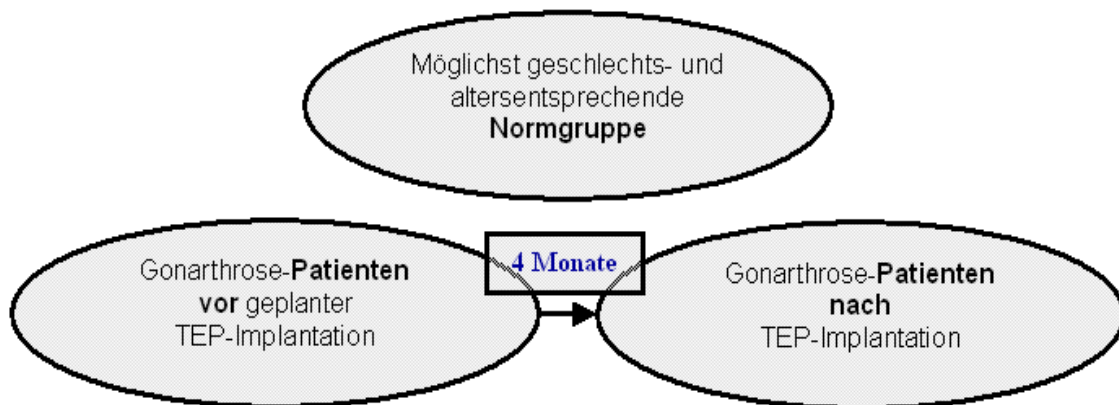 Möglichst geschlechts- und
altersentsprechende
Normgruppe
Gonarthrose-Patienten
vor geplanter
TEP-Implantation
4 Monate
Gonarthrose-Patienten
nach
TEP-Implantation